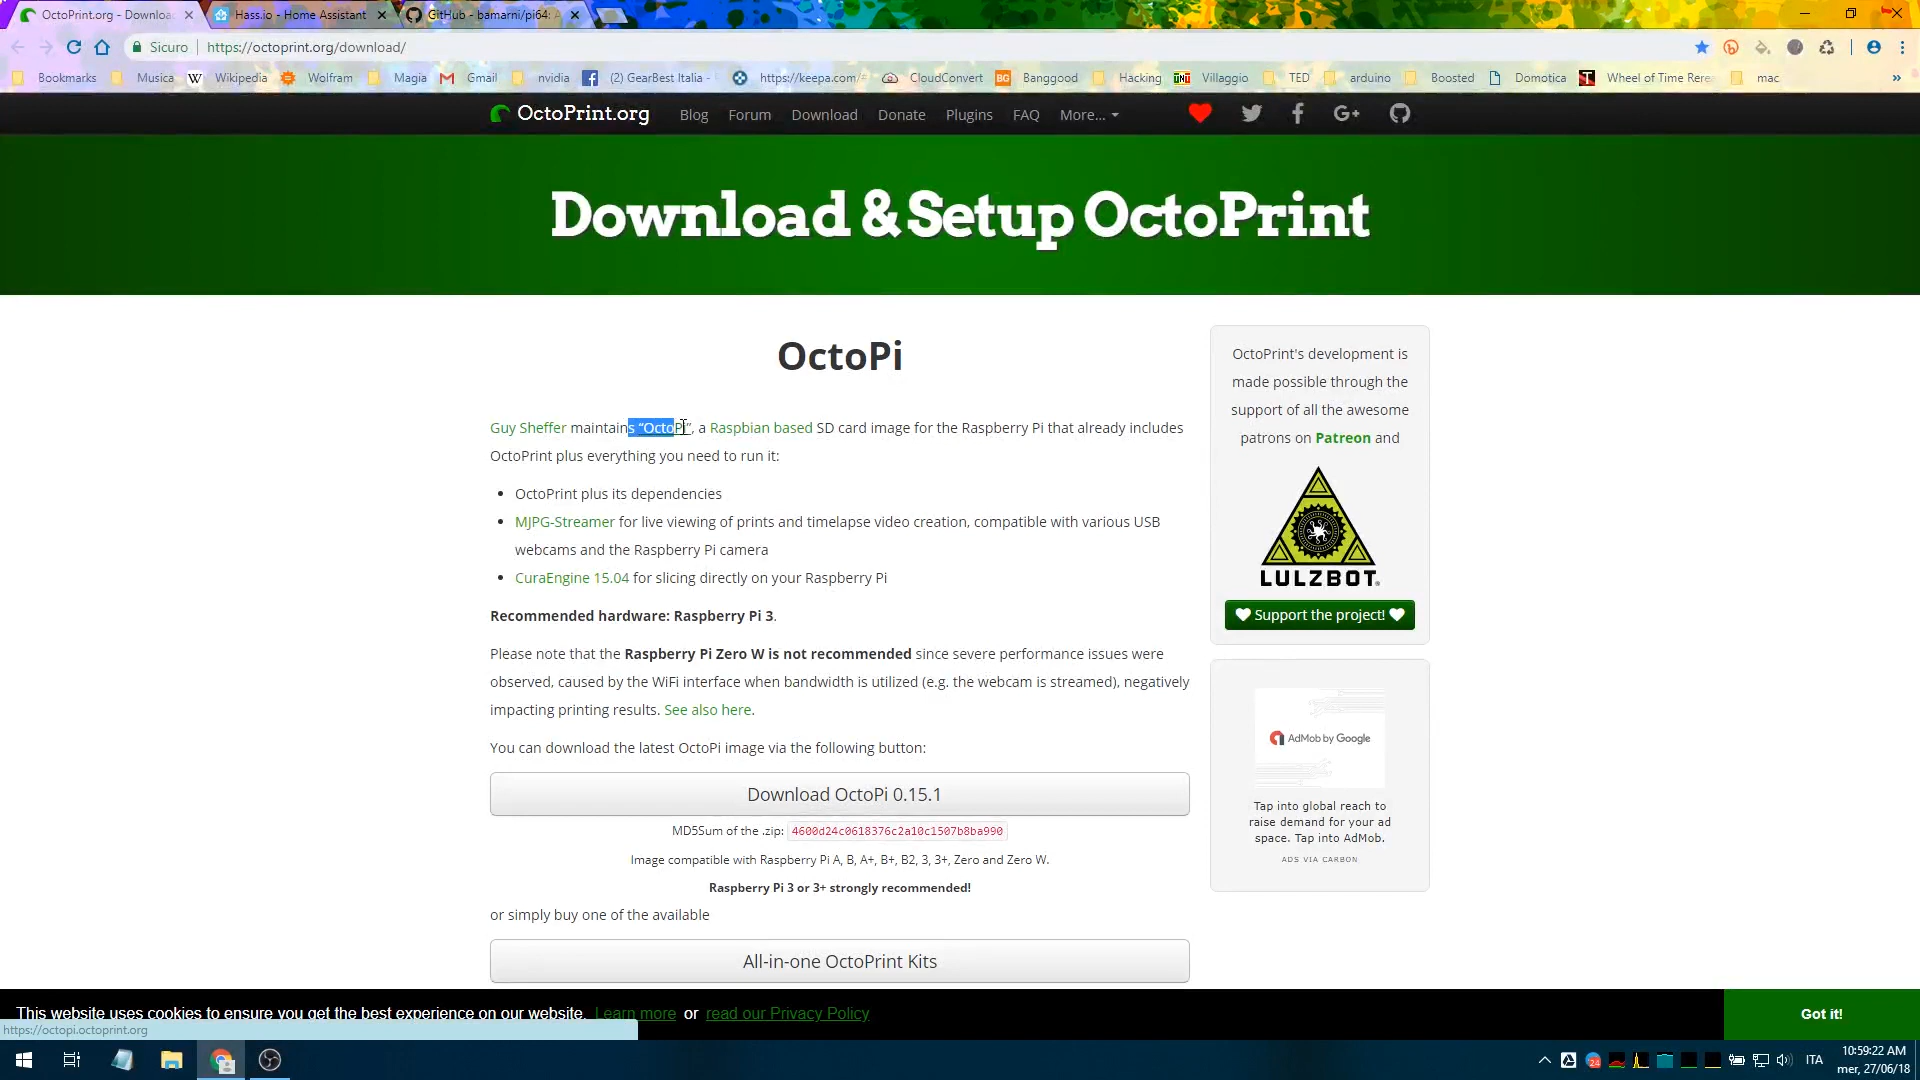 OctoPrint.org - Download
Hass.io - Home Assistant
GitHub - bamarni/pi64: A
Sicuro
https://octoprint.org/download/
Bookmarks
Musica
Wikipedia
Wolfram
Magia
Gmail
nvidia
(2) GearBest Italia -
https://keepa.com/#
CloudConvert
Banggood
Hacking
Villaggio
TED
arduino
Boosted
Domotica
Wheel of Time Rere
mac
»
OctoPrint.org
Blog
Forum
Download
Donate
Plugins
FAQ
More...
Download & Setup OctoPrint
OctoPi
Guy Sheffer maintains “OctoPi”, a Raspbian based SD card image for the Raspberry Pi that already includes
OctoPrint plus everything you need to run it:
OctoPrint plus its dependencies
MJPG-Streamer for live viewing of prints and timelapse video creation, compatible with various USB
webcams and the Raspberry Pi camera
CuraEngine 15.04 for slicing directly on your Raspberry Pi
Recommended hardware: Raspberry Pi 3.
Please note that the Raspberry Pi Zero W is not recommended since severe performance issues were
observed, caused by the WiFi interface when bandwidth is utilized (e.g. the webcam is streamed), negatively
impacting printing results. See also here.
You can download the latest OctoPi image via the following button:
Download OctoPi 0.15.1
MD5Sum of the .zip: 4600d24c0618376c2a10c1507b8ba990
Image compatible with Raspberry Pi A, B, A+, B+, B2, 3, 3+, Zero and Zero W.
Raspberry Pi 3 or 3+ strongly recommended!
or simply buy one of the available
All-in-one OctoPrint Kits
OctoPrint's development is
made possible through the
support of all the awesome
patrons on Patreon and
LULZBOT
Support the project!
AdMob by Google
Tap into global reach to
raise demand for your ad
space. Tap into AdMob.
ADS VIA CARBON
This website uses cookies to ensure you get the best experience on our website. Learn more or read our Privacy Policy
Got it!
https://octopi.octoprint.org
24
ITA
10:59:22 AM
mer, 27/06/18